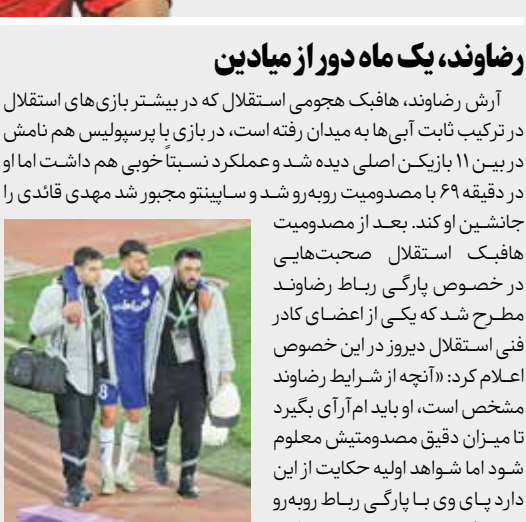 رضاوند، یک ماه دور از میادین
آرش رضاوند، هافبک هجومی استقلال که در بیشتر بازی‌های استقلال
در ترکیب ثابت آبی‌ها به میدان رفته است، در بازی با پرسپولیس هم نامش
در بین ۱۱ بازیکن اصلی دیده شد و عملکرد نسبتاً خوبی هم داشت اما او
در دقیقه ۶۹ با مصدومیت روبه‌رو شد و ساپینتو مجبور شد مهدی قائدی را
جانشین او کند. بعد از مصدومیت
هافبک استقلال صحبت‌هایی
در خصوص پارگی رباط رضاوند
مطرح شد که یکی از اعضای کادر
فنی استقلال دیروز در این خصوص
اعلام کرد: «آنچه از شرایط رضاوند
مشخص است، او باید ام‌آرآی بگیرد
تا میزان دقیق مصدومتیش معلوم
شود اما شواهد اولیه حکایت از این
دارد پای وی با پارگی رباط روبه‌رو
8